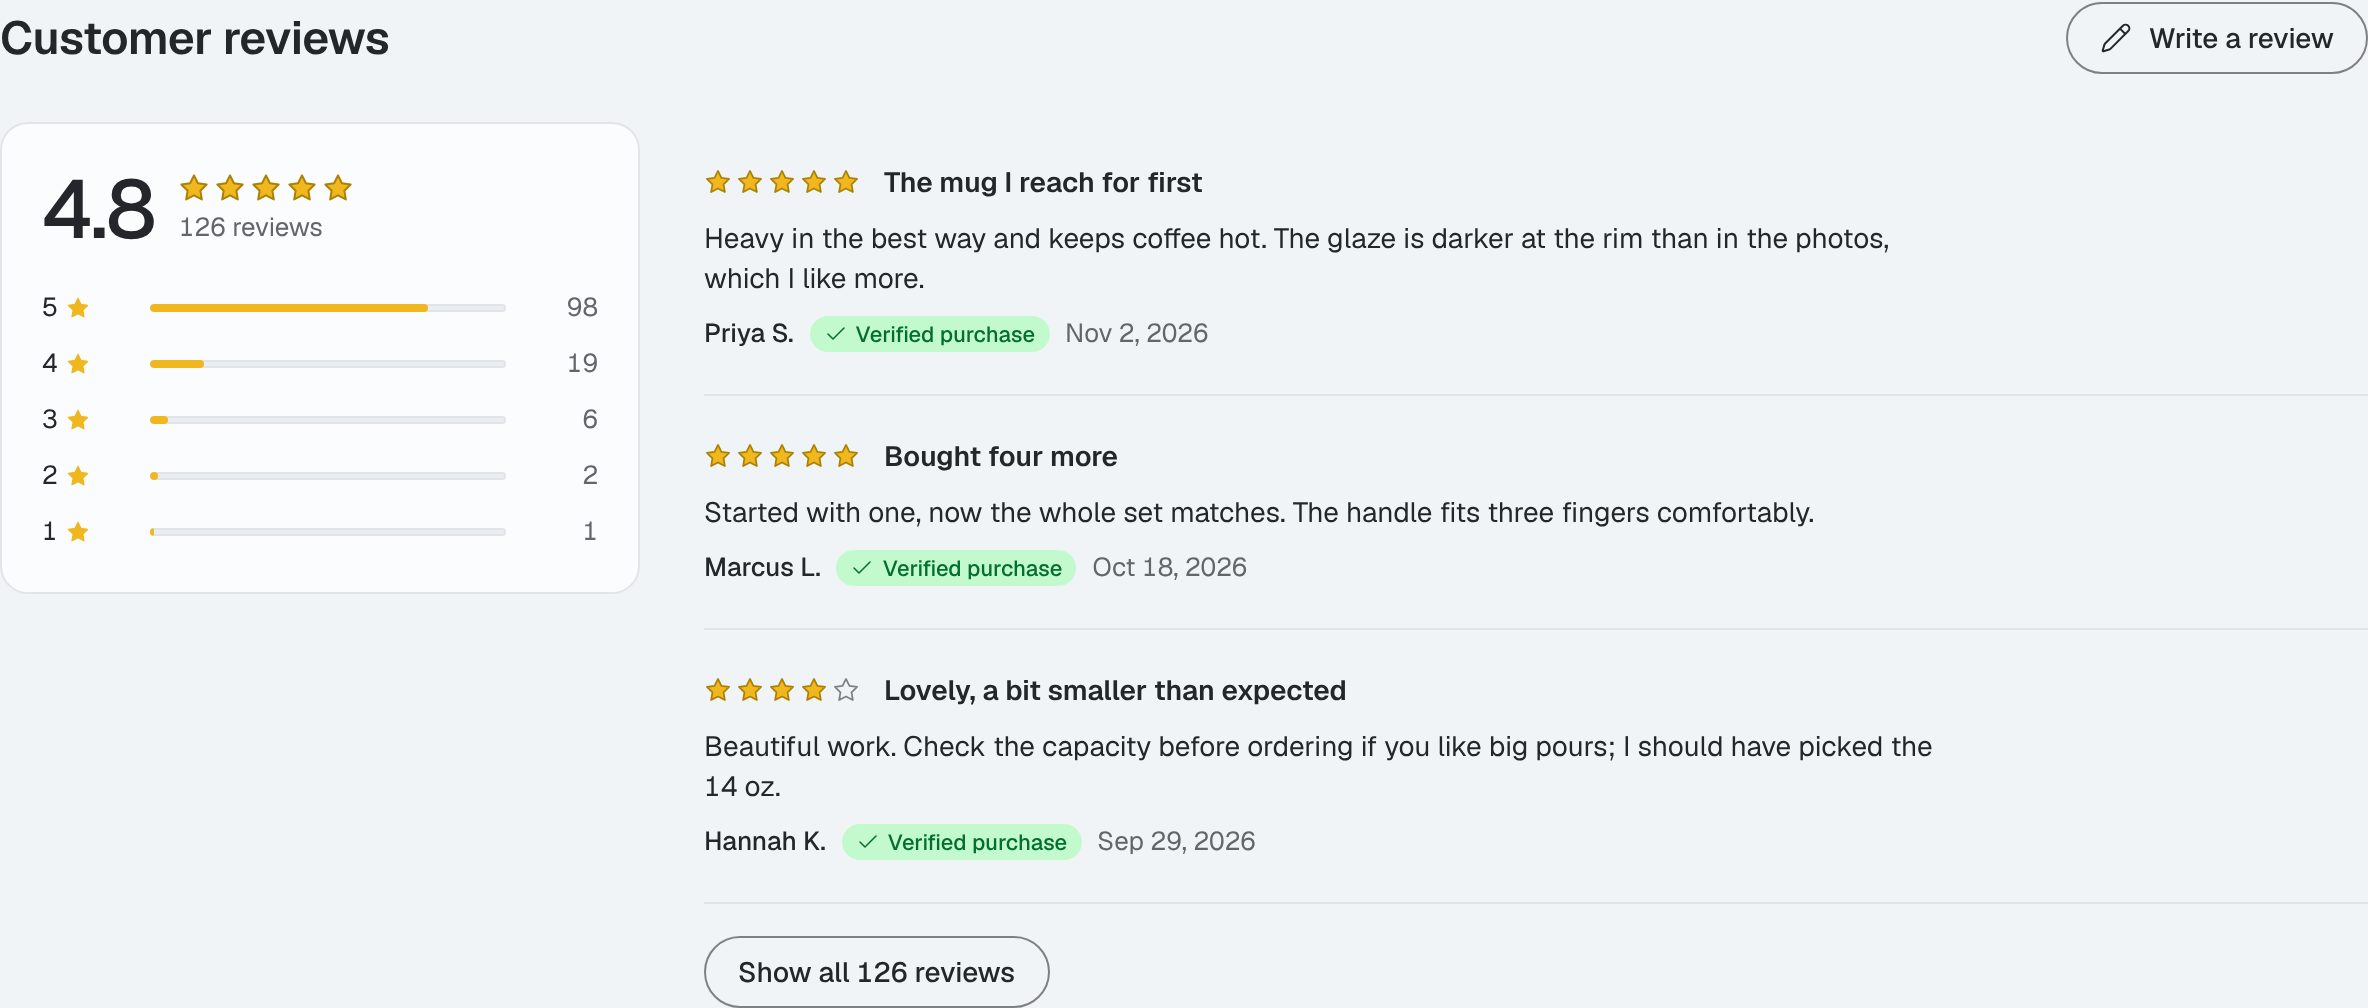 Customer reviews
Write a review
4.8
126 reviews
5 98
4 19
3 6
2 2
1 1
The mug I reach for first
Heavy in the best way and keeps coffee hot. The glaze is darker at the rim than in the photos,
which I like more.
Priya S. Verified purchase Nov 2, 2026
Bought four more
Started with one, now the whole set matches. The handle fits three fingers comfortably.
Marcus L. Verified purchase Oct 18, 2026
Lovely, a bit smaller than expected
Beautiful work. Check the capacity before ordering if you like big pours; I should have picked the
14 oz.
Hannah K. Verified purchase Sep 29, 2026
Show all 126 reviews